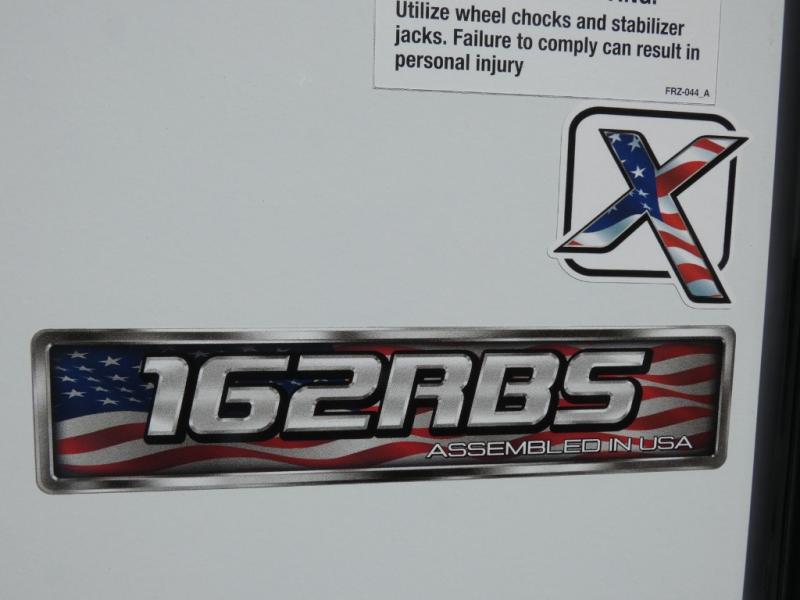 Utilize wheel chocks and stabilizer
jacks. Failure to comply can result in
personal injury
FRZ-044_A
X
162RBS
ASSEMBLED IN USA